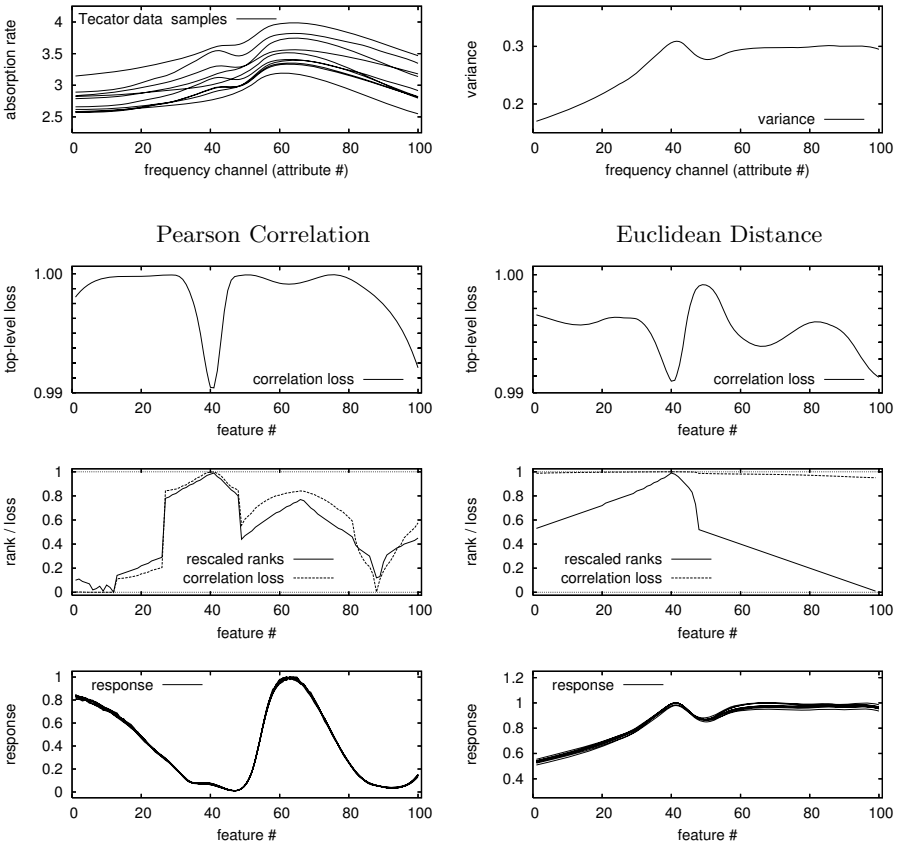 absorption rate
4
3.5
3
2.5
Tecator data samples
0 20 40 60 80 100
frequency channel (attribute #)
variance
0.3
0.2
variance
0 20 40 60 80 100
frequency channel (attribute #)
Pearson Correlation
Euclidean Distance
top-level loss
1.00
0.99
correlation loss
0 20 40 60 80 100
feature #
top-level loss
1.00
0.99
correlation loss
0 20 40 60 80 100
feature #
rank / loss
1
0.8
0.6
0.4
0.2
0
rescaled ranks
correlation loss
0 20 40 60 80 100
feature #
rank / loss
1
0.8
0.6
0.4
0.2
0
rescaled ranks
correlation loss
0 20 40 60 80 100
feature #
response
1
0.8
0.6
0.4
0.2
0
response
0 20 40 60 80 100
feature #
response
1.2
1
0.8
0.6
0.4
response
0 20 40 60 80 100
feature #